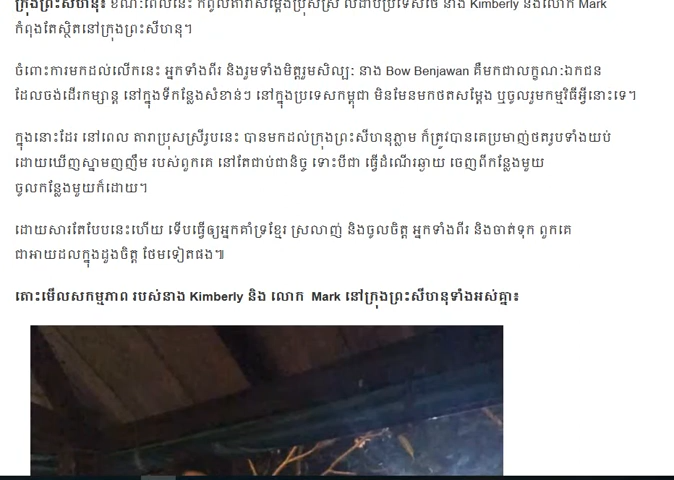 ក្រុងព្រះសីហនុ៖ ខណៈពេលនេះ កំពូលតារាសម្ដែងប្រុសស្រី លំដាប់ប្រទេសថៃ នាង Kimberly និងលោក Mark
កំពុងតែស្ថិតនៅក្រុងព្រះសីហនុ។
ចំពោះការមកដល់លើកនេះ អ្នកទាំងពីរ និងរួមទាំងមិត្តរួមសិល្បៈ នាង Bow Benjawan គឺមកជាលក្ខណៈឯកជន
ដែលចង់ដើរកម្សាន្ត នៅក្នុងទីកន្លែងសំខាន់ៗ នៅក្នុងប្រទេសកម្ពុជា មិនមែនមកថតសម្ដែង ឬចូលរួមកម្មវិធីអ្វីនោះទេ។
ក្នុងនោះដែរ នៅពេល តារាប្រុសស្រីរូបនេះ បានមកដល់ក្រុងព្រះសីហនុភ្លាម ក៏ត្រូវបានគេប្រមាញ់ថតរូបទាំងយប់
ដោយឃើញស្នាមញញឹម របស់ពួកគេ នៅតែជាប់ជានិច្ច ទោះបីជា ធ្វើដំណើរឆ្ងាយ ចេញពីកន្លែងមួយ
ចូលកន្លែងមួយក៏ដោយ។
ដោយសារតែបែបនេះហើយ ទើបធ្វើឲ្យអ្នកគាំទ្រខ្មែរ ស្រលាញ់ និងចូលចិត្ត អ្នកទាំងពីរ និងចាត់ទុក ពួកគេ
ជាអាយដលក្នុងដួងចិត្ត ថែមទៀតផង៕
តោះមើលសកម្មភាព របស់នាង Kimberly និង លោក Mark នៅក្រុងព្រះសីហនុទាំងអស់គ្នា៖